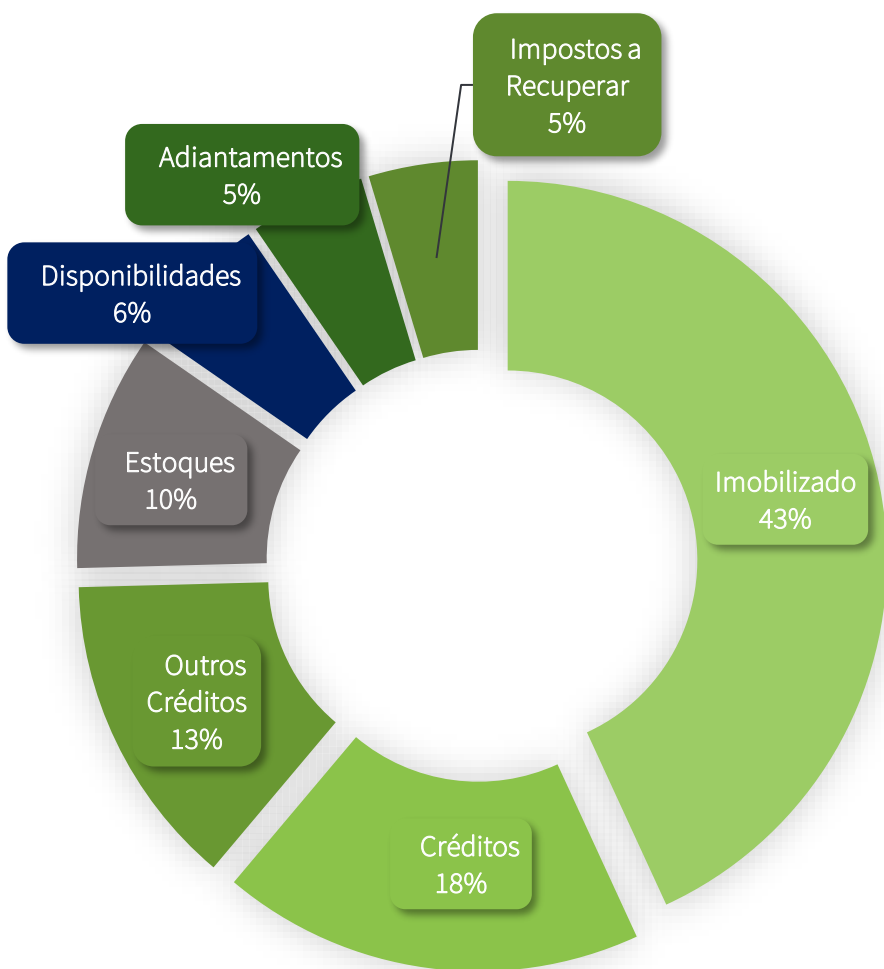 Impostos a
Recuperar
5%
Adiantamentos
5%
Disponibilidades
6%
Estoques
10%
Imobilizado
43%
Outros
Créditos
13%
Créditos
18%